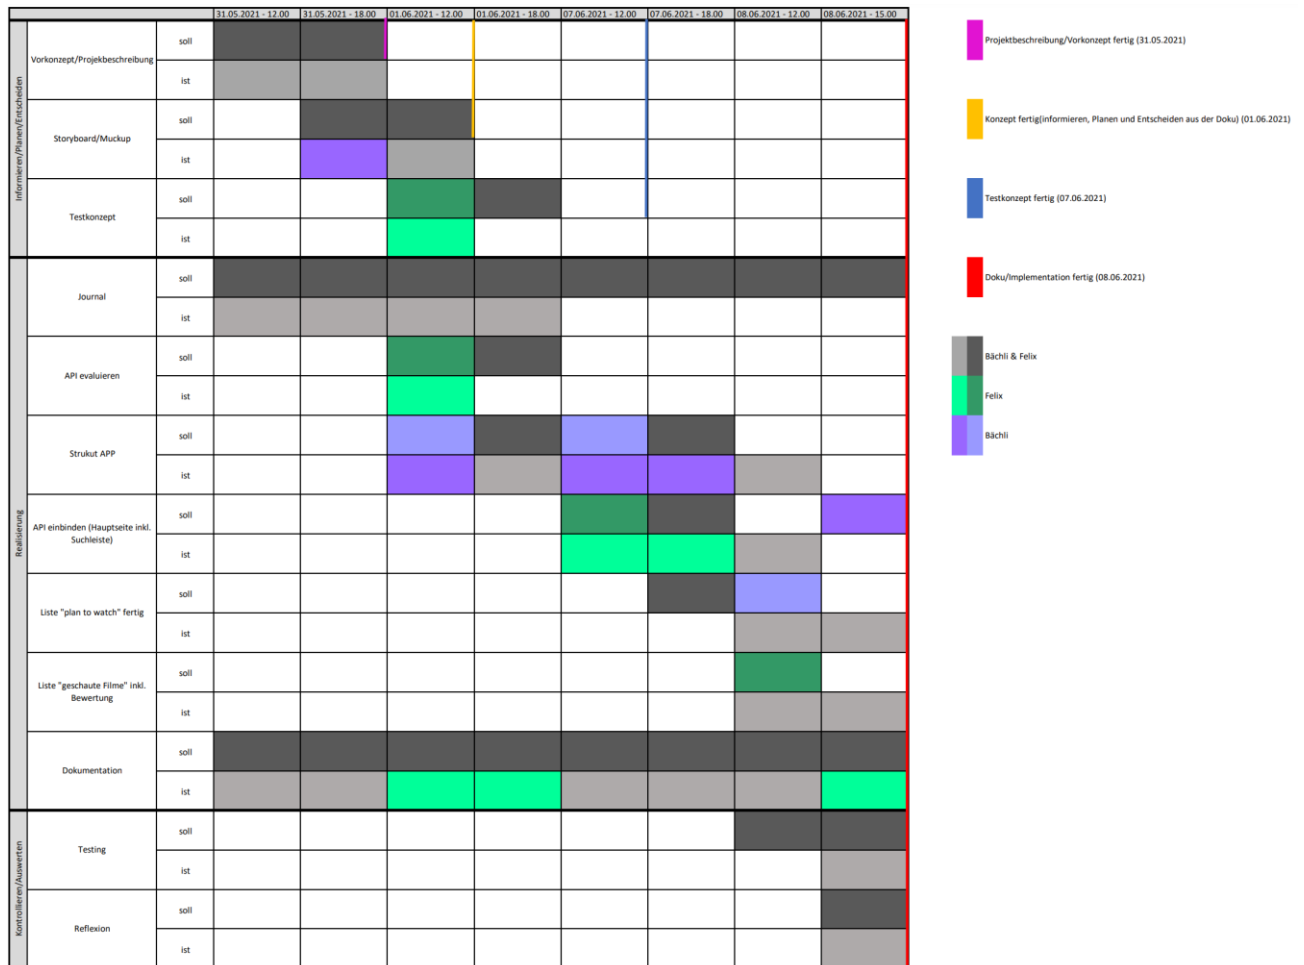 31.05.2021 - 12.00 31.05.2021 - 18.00 01.06.2021 - 12.00 01.06.2021 - 18.00 07.06.2021 - 12.00 07.06.2021 - 18.00 08.06.2021 - 12.00 08.06.2021 - 15.00
Informieren/Planen/Entscheiden
Vorkonzept/Projekbeschreibung
soll
ist
Storyboard/Muckup
soll
ist
Testkonzept
soll
ist
Realisierung
Journal
soll
ist
API evaluieren
soll
ist
Strukut APP
soll
ist
API einbinden (Hauptseite inkl.
Suchleiste)
soll
ist
Liste "plan to watch" fertig
soll
ist
Liste "geschaute Filme" inkl.
Bewertung
soll
ist
Dokumentation
soll
ist
Kontrollieren/Auswerten
Testing
soll
ist
Reflexion
soll
ist
Projektbeschreibung/Vorkonzept fertig (31.05.2021)
Konzept fertig(informieren, Planen und Entscheiden aus der Doku) (01.06.2021)
Testkonzept fertig (07.06.2021)
Doku/Implementation fertig (08.06.2021)
Bächli & Felix
Felix
Bächli